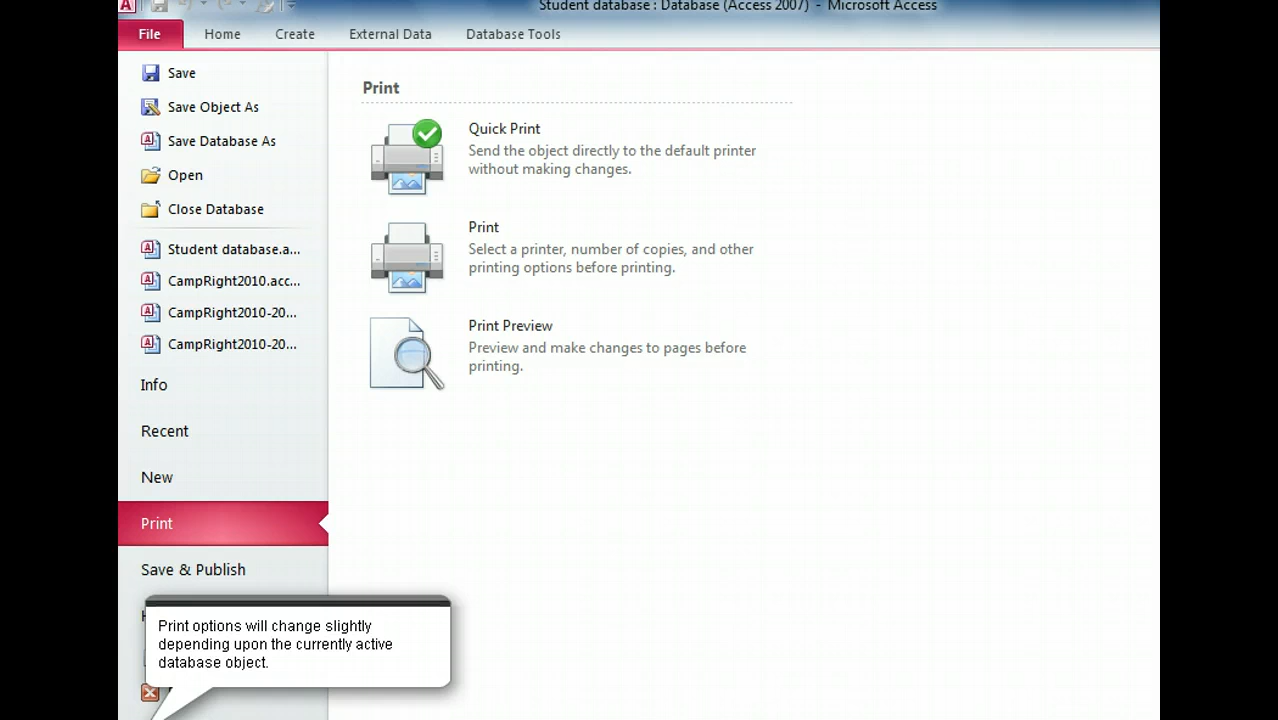 Student database : Database (Access 2007) - Microsoft Access
File Home Create External Data Database Tools
Save
Save Object As
Save Database As
Open
Close Database
Student database.a...
CampRight2010.acc...
CampRight2010-20...
CampRight2010-20...
Info
Recent
New
Print
Save & Publish
Print
Quick Print
Send the object directly to the default printer
without making changes.
Print
Select a printer, number of copies, and other
printing options before printing.
Print Preview
Preview and make changes to pages before
printing.
Print options will change slightly
depending upon the currently active
database object.